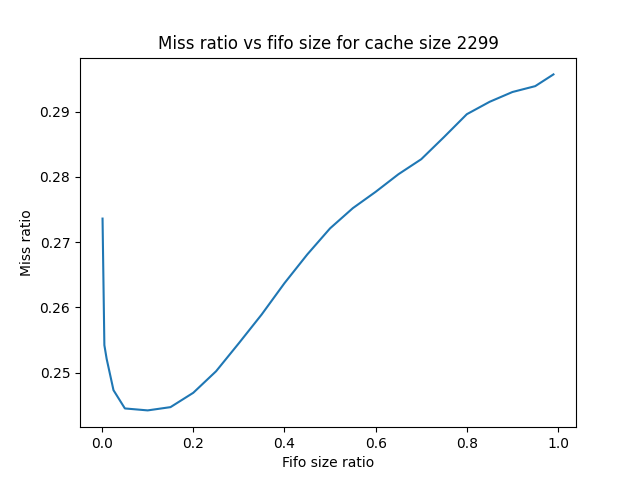 Miss ratio vs fifo size for cache size 2299
Miss ratio
0.29
0.28
0.27
0.26
0.25
0.0 0.2 0.4 0.6 0.8 1.0
Fifo size ratio